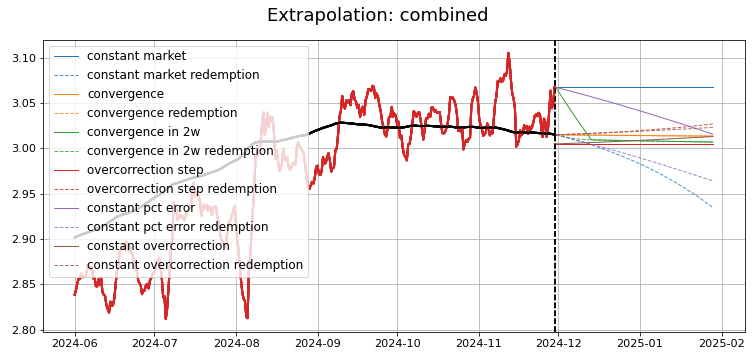 Extrapolation: combined
3.10
3.05
3.00
2.95
2.90
2.85
2.80
constant market
constant market redemption
convergence
convergence redemption
convergence in 2w
convergence in 2w redemption
overcorrection step
overcorrection step redemption
constant pct error
constant pct error redemption
constant overcorrection
constant overcorrection redemption
2024-06 2024-07 2024-08 2024-09 2024-10 2024-11 2024-12 2025-01 2025-02